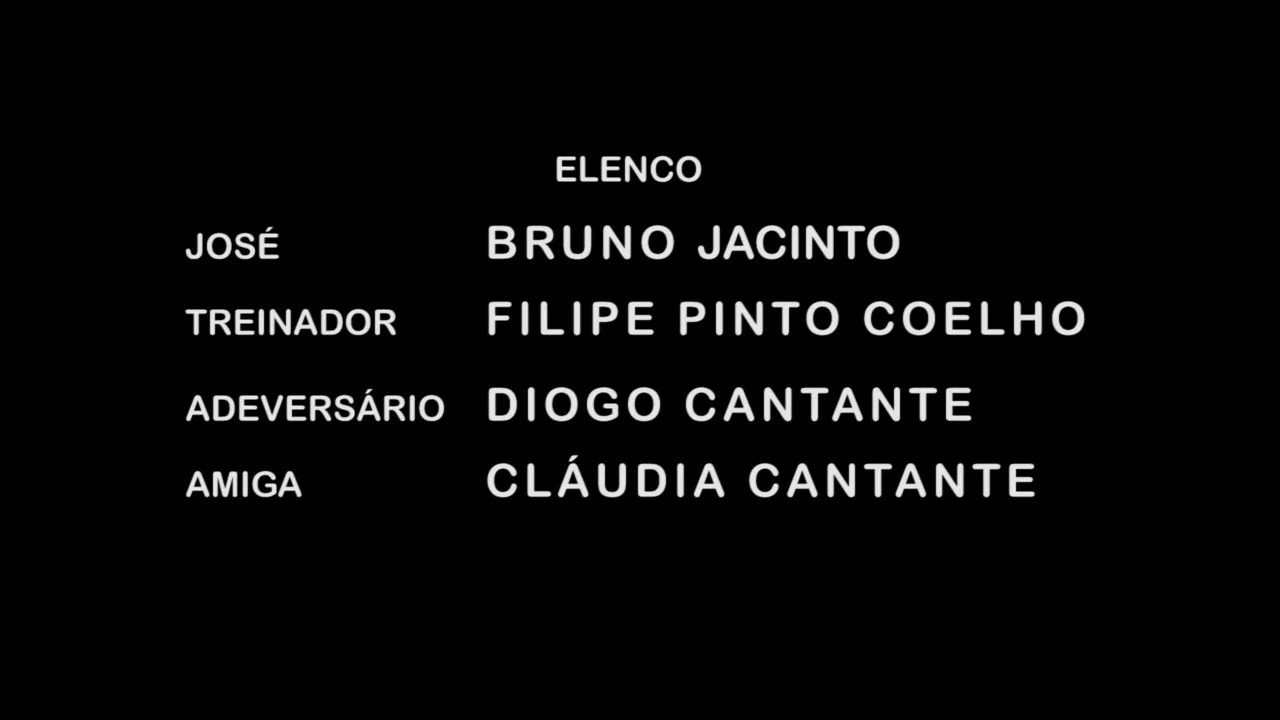 ELENCO
JOSÉ BRUNO JACINTO
TREINADOR FILIPE PINTO COELHO
ADEVERSÁRIO DIOGO CANTANTE
AMIGA CLÁUDIA CANTANTE